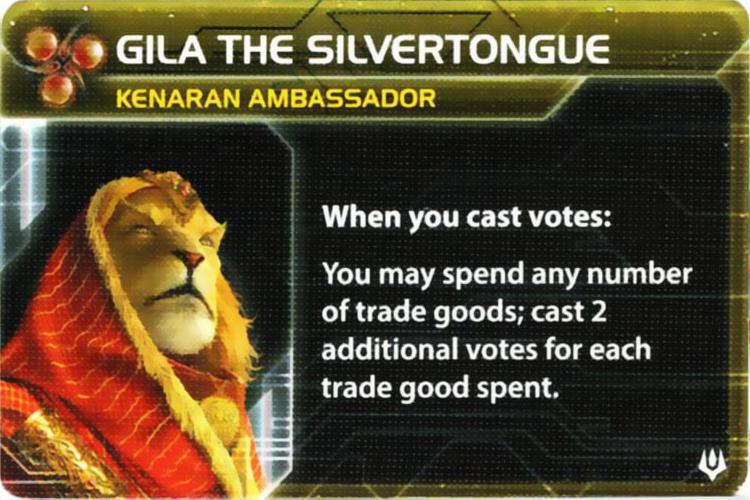 GILA THE SILVERTONGUE
KENARAN AMBASSADOR
When you cast votes:
You may spend any number
of trade goods; cast 2
additional votes for each
trade good spent.